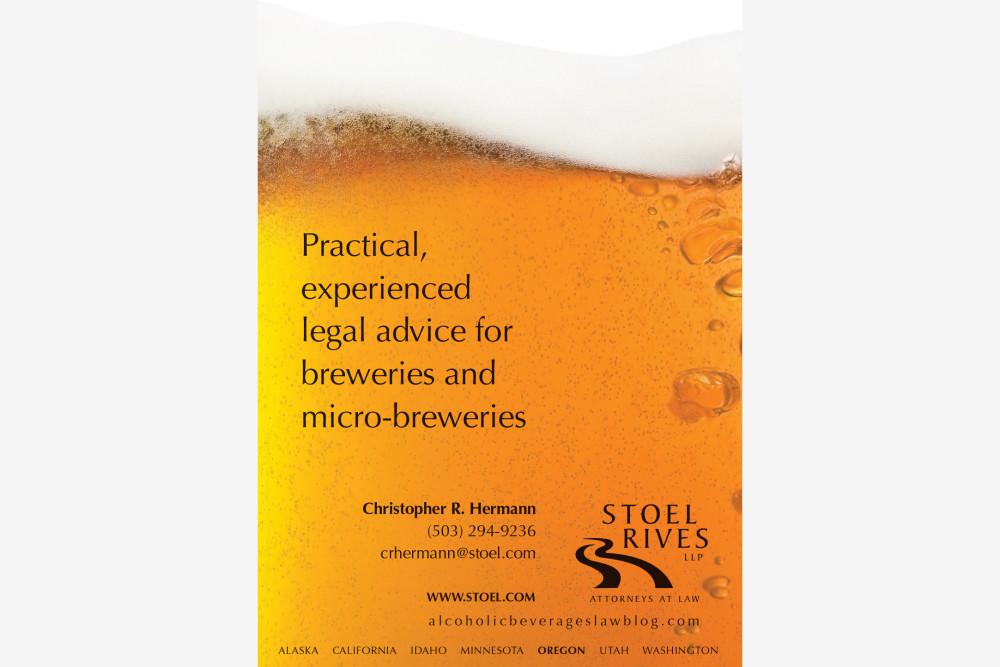 Practical,
experienced
legal advice for
breweries and
micro-breweries
Christopher R. Hermann
(503) 294-9236
crhermann@stoel.com
WWW.STOEL.COM
STOEL
RIVES
LLP
ATTORNEYS AT LAW
alcoholicbeverageslawblog.com
ALASKA CALIFORNIA IDAHO MINNESOTA OREGON UTAH WASHINGTON